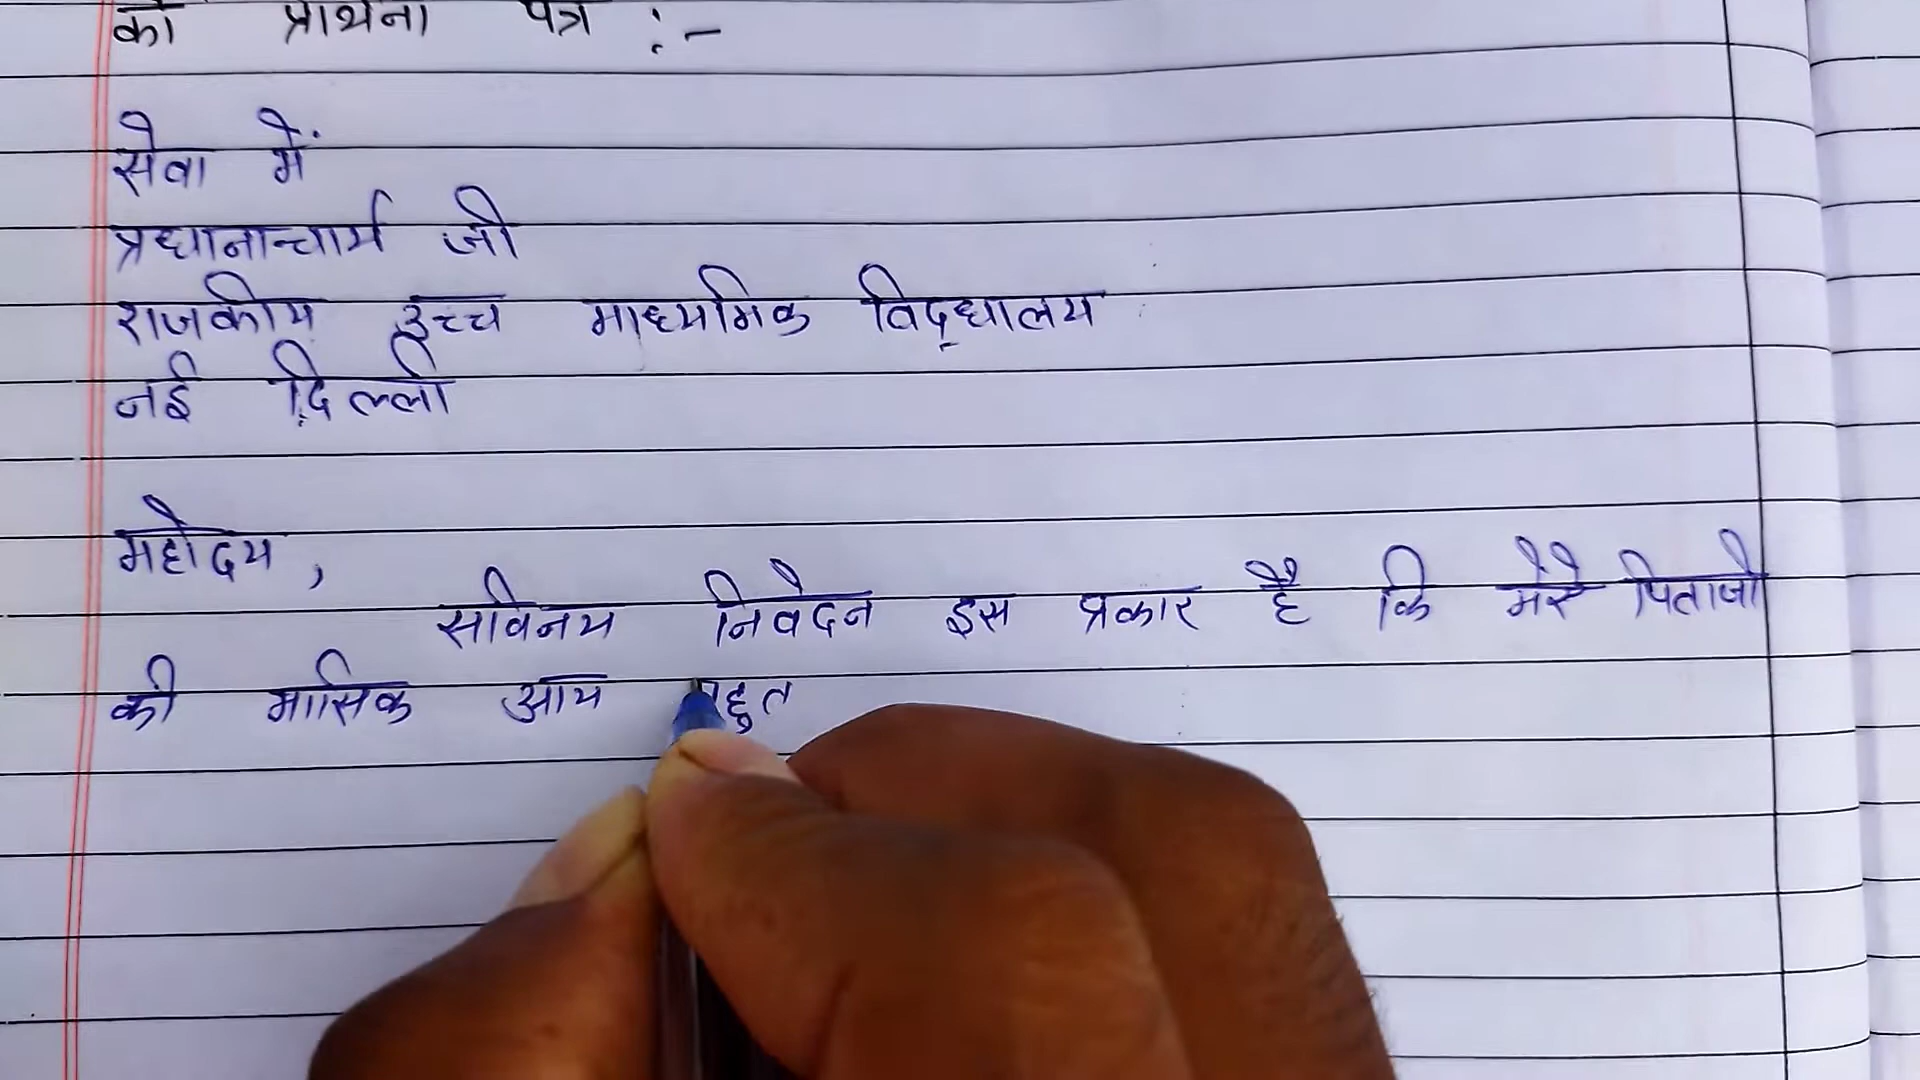 को प्रार्थना पत्र :-
सेवा में
प्रधानाचार्य जी
राजकीय उच्च माध्यमिक विद्यालय
नई दिल्ली
महोदय ,
सविनय निवेदन इस प्रकार है कि मेरे पिताजी
की मासिक आय बहुत